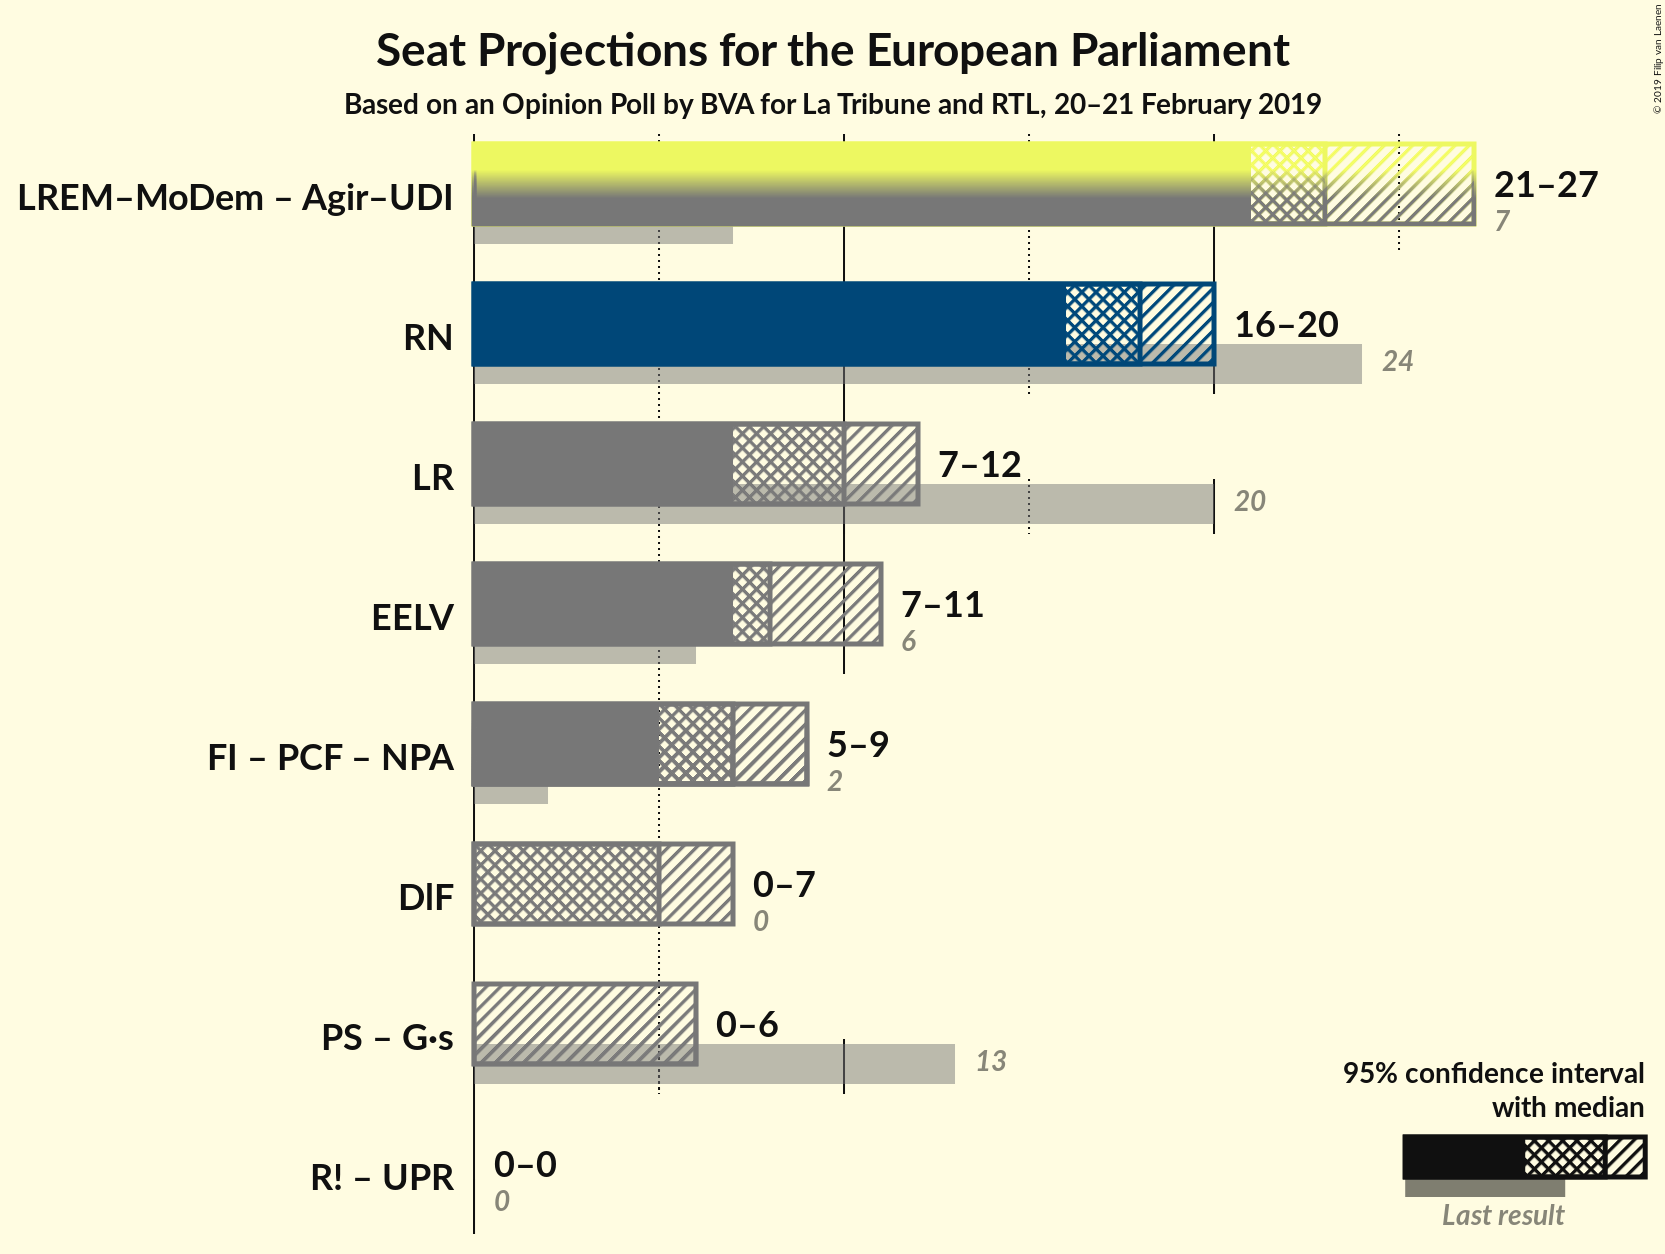 Seat Projections for the European Parliament
Based on an Opinion Poll by BVA for La Tribune and RTL, 20–21 February 2019
© 2019 Filip van Laenen
LREM–MoDem – Agir–UDI
21–27
7
RN
16–20
24
LR
7–12
20
EELV
7–11
6
FI – PCF – NPA
5–9
2
DlF
0–7
0
PS – G·s
0–6
13
R! – UPR
0–0
0
95% confidence interval
with median
Last result